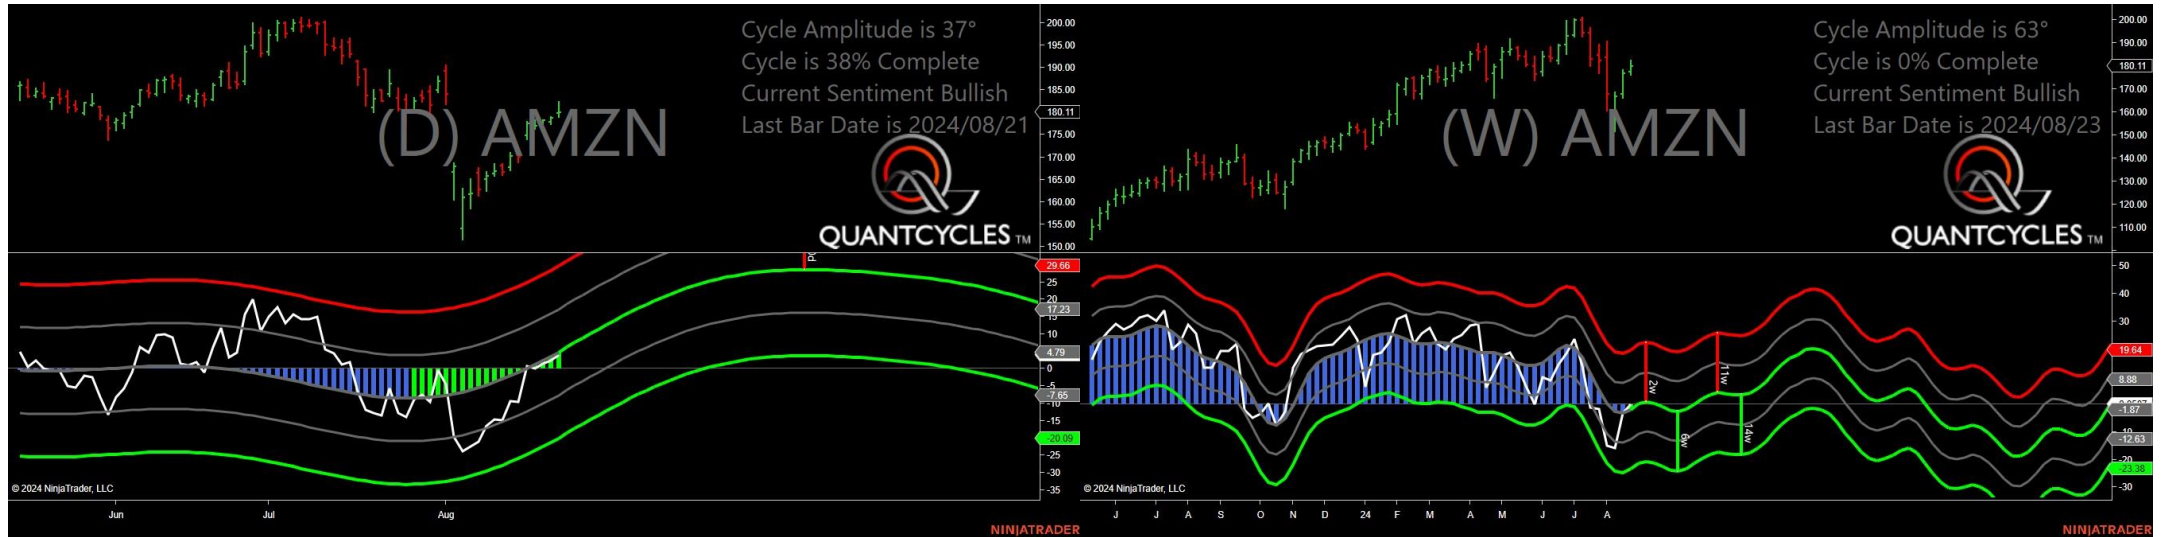 Cycle Amplitude is 37°
Cycle is 38% Complete
Current Sentiment Bullish
Last Bar Date is 2024/08/21
(D) AMZN
QUANTCYCLES TM
200.00
195.00
190.00
185.00
180.11
175.00
170.00
165.00
160.00
155.00
150.00
29.66
25
20
17.23
15
10
4.79
0
-5
-7.65
-10
-15
-20.09
-25
-30
-35
© 2024 NinjaTrader, LLC
Jun
Jul
Aug
NINJATRADER
Cycle Amplitude is 63°
Cycle is 0% Complete
Current Sentiment Bullish
Last Bar Date is 2024/08/23
(W) AMZN
QUANTCYCLES TM
200.00
190.00
180.11
170.00
160.00
150.00
140.00
130.00
120.00
110.00
50
40
30
19.64
8.88
-1.87
-12.63
-20
-23.38
-30
2w
6w
11w
14w
© 2024 NinjaTrader, LLC
J
J
A
S
O
N
D
24
F
M
A
M
J
J
A
NINJATRADER